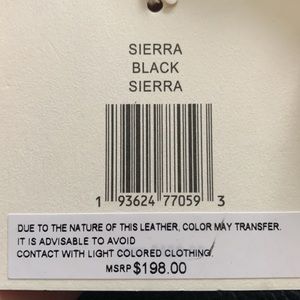 SIERRA
BLACK
SIERRA
1 93624 77059 3
DUE TO THE NATURE OF THIS LEATHER, COLOR MAY TRANSFER.
IT IS ADVISABLE TO AVOID
CONTACT WITH LIGHT COLORED CLOTHING.
MSRP $198.00